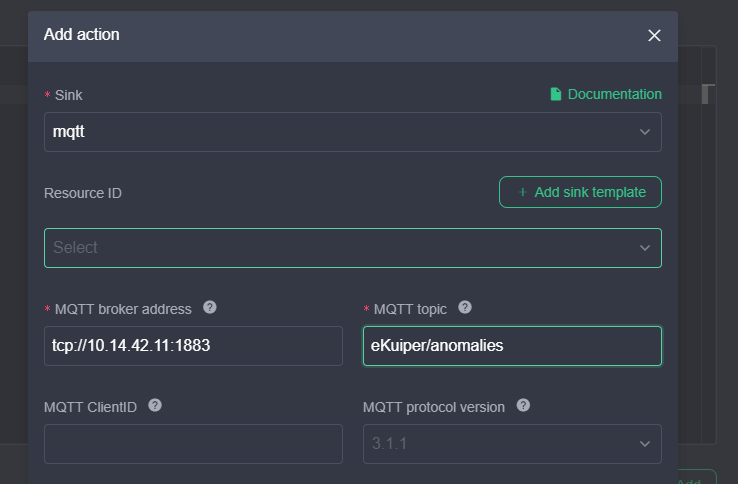 Add action
* Sink
Documentation
mqtt
Resource ID
+ Add sink template
Select
* MQTT broker address ?
* MQTT topic ?
tcp://10.14.42.11:1883
eKuiper/anomalies
MQTT ClientID ?
MQTT protocol version ?
3.1.1
Add